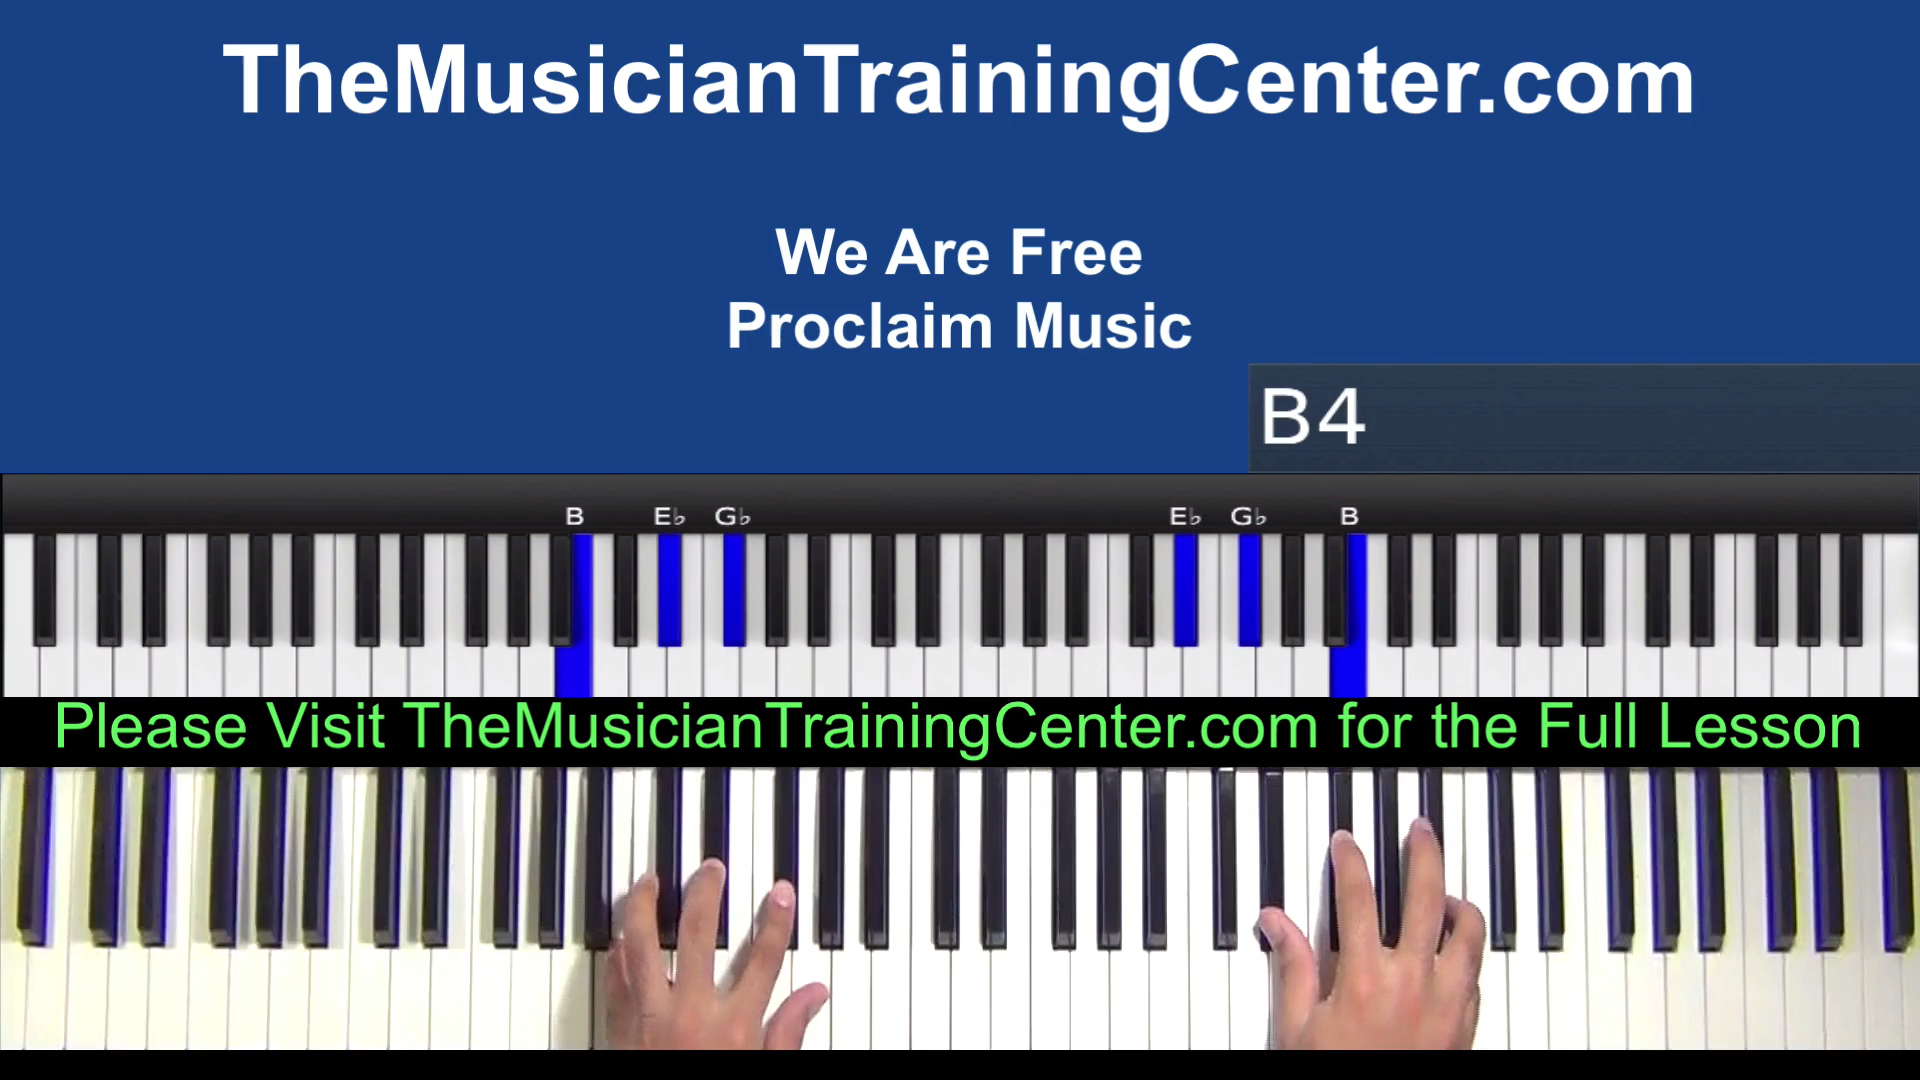 TheMusicianTrainingCenter.com
We Are Free
Proclaim Music
B4
B E♭ G♭ E♭ G♭ B
Please Visit TheMusicianTrainingCenter.com for the Full Lesson